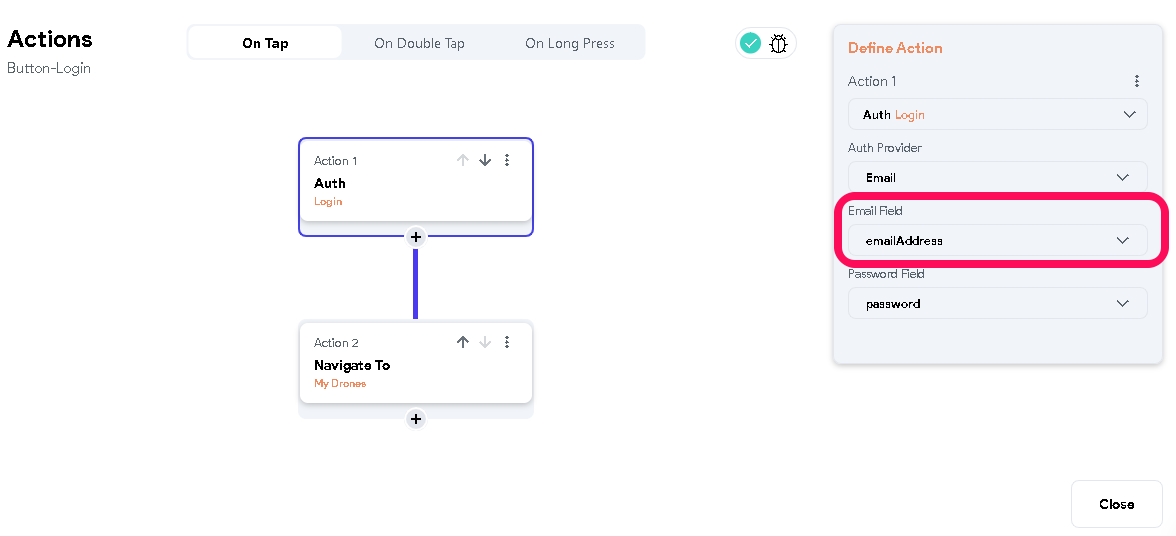 Actions
Button-Login
On Tap
On Double Tap
On Long Press
Action 1
Auth
Login
Action 2
Navigate To
My Drones
Define Action
Action 1
Auth Login
Auth Provider
Email
Email Field
emailAddress
Password Field
password
Close